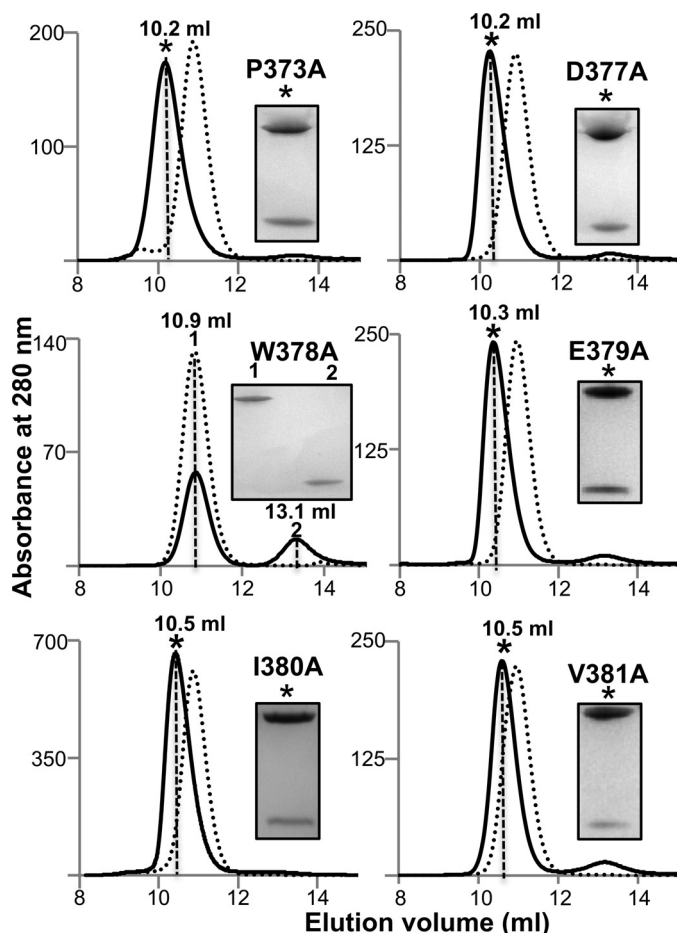 10.2 ml
*
P373A
*
200
100
8 10 12 14
10.2 ml
*
D377A
*
250
125
8 10 12 14
10.9 ml
1
W378A
1 2
13.1 ml
2
140
70
8 10 12 14
10.3 ml
*
E379A
*
250
125
8 10 12 14
10.5 ml
*
I380A
*
700
350
8 10 12 14
10.5 ml
*
V381A
*
250
125
8 10 12 14
Absorbance at 280 nm
Elution volume (ml)